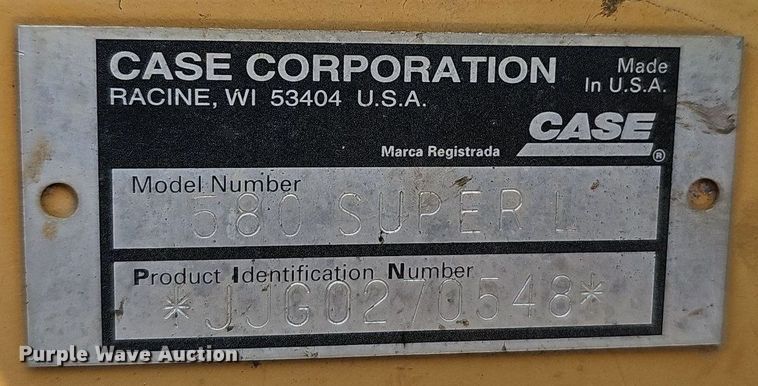 CASE CORPORATION
Made
In U.S.A.
RACINE, WI 53404 U.S.A.
CASE
Marca Registrada
®
Model Number
580 SUPER L
Product Identification Number
*JJG0270548*
Purple Wave Auction